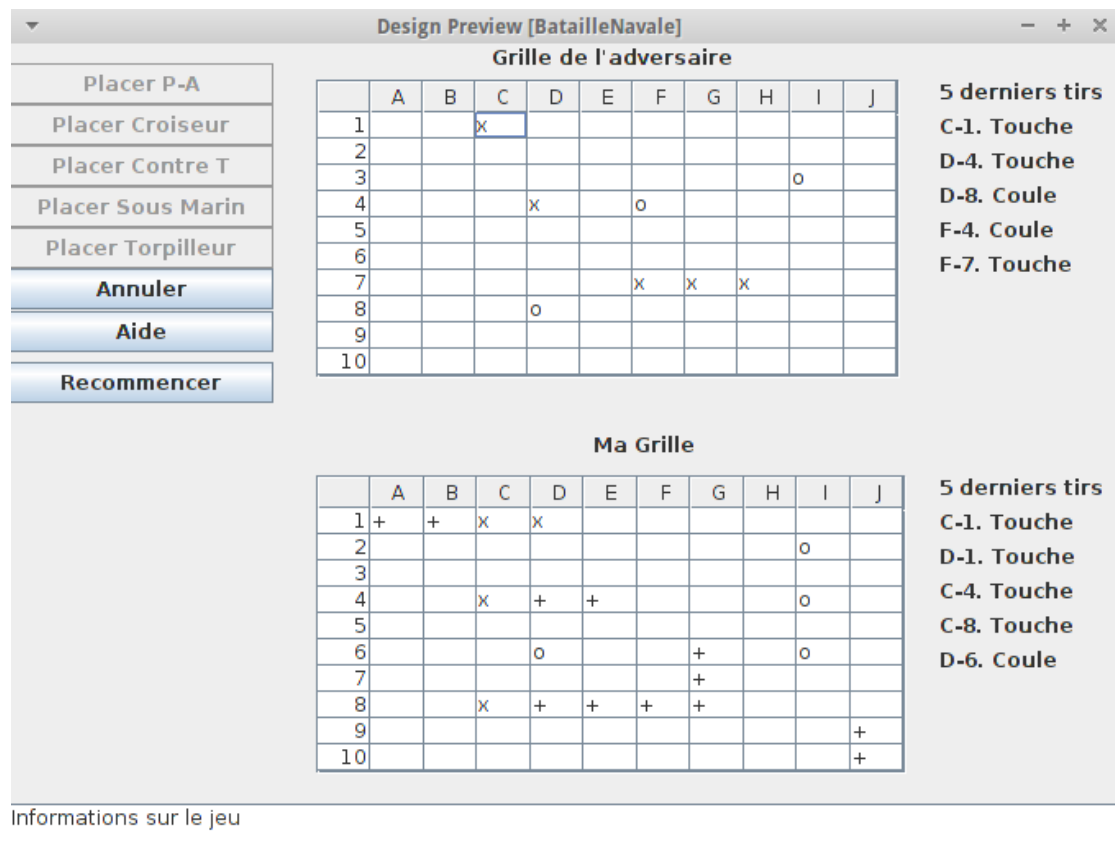 Design Preview [BatailleNavale]
Grille de l'adversaire
Placer P-A
Placer Croiseur
Placer Contre T
Placer Sous Marin
Placer Torpilleur
Annuler
Aide
Recommencer
A B C D E F G H I J
1 x
2
3 o
4 x o
5
6
7 x x x
8 o
9
10
5 derniers tirs
C-1. Touche
D-4. Touche
D-8. Coule
F-4. Coule
F-7. Touche
Ma Grille
A B C D E F G H I J
1 + + x x
2 o
3
4 x + + o
5
6 o + o
7 +
8 x + + + +
9 +
10 +
5 derniers tirs
C-1. Touche
D-1. Touche
C-4. Touche
C-8. Touche
D-6. Coule
Informations sur le jeu